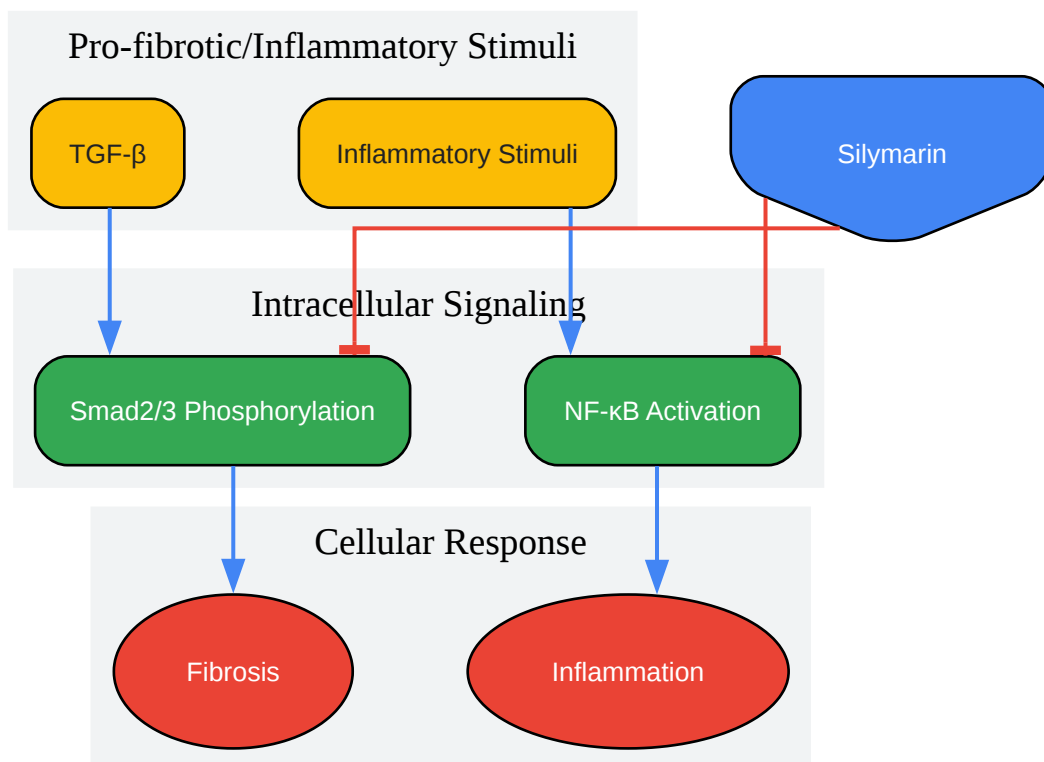 Pro-fibrotic/Inflammatory Stimuli
TGF-β
Inflammatory Stimuli
Silymarin
Intracellular Signaling
Smad2/3 Phosphorylation
NF-κB Activation
Cellular Response
Fibrosis
Inflammation